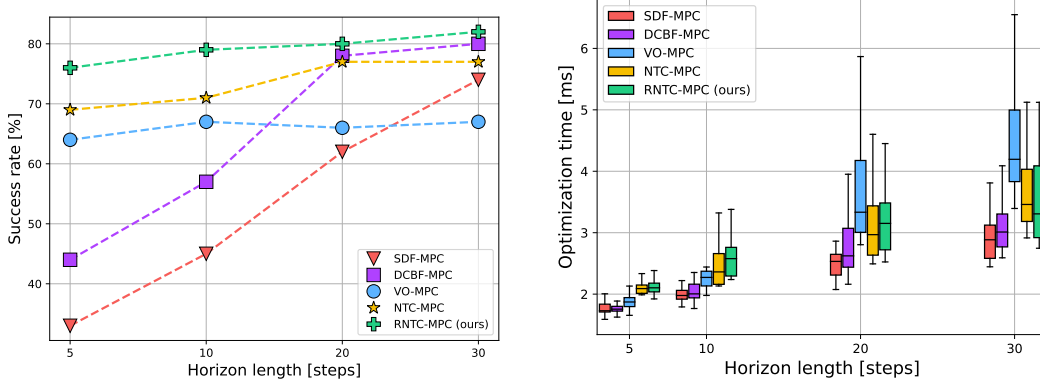 80
70
60
50
40
Success rate [%]
5
10
20
30
Horizon length [steps]
SDF-MPC
DCBF-MPC
VO-MPC
NTC-MPC
RNTC-MPC (ours)
SDF-MPC
DCBF-MPC
VO-MPC
NTC-MPC
RNTC-MPC (ours)
6
5
4
3
2
Optimization time [ms]
5
10
20
30
Horizon length [steps]